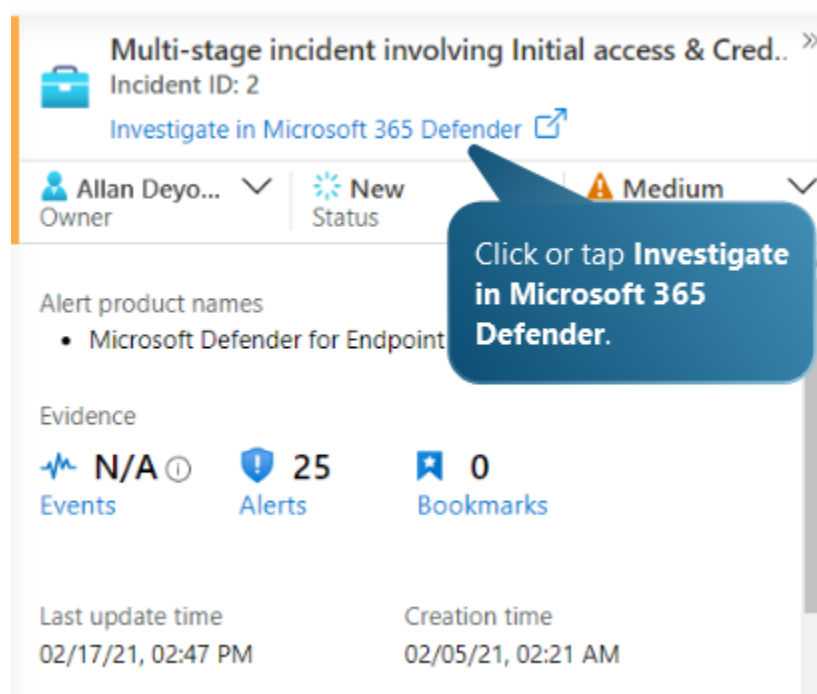 Multi-stage incident involving Initial access & Cred..
Incident ID: 2
Investigate in Microsoft 365 Defender
Allan Deyo...
Owner
New
Status
Medium
Click or tap Investigate
in Microsoft 365
Defender.
Alert product names
• Microsoft Defender for Endpoint
Evidence
N/A
Events
25
Alerts
0
Bookmarks
Last update time
02/17/21, 02:47 PM
Creation time
02/05/21, 02:21 AM